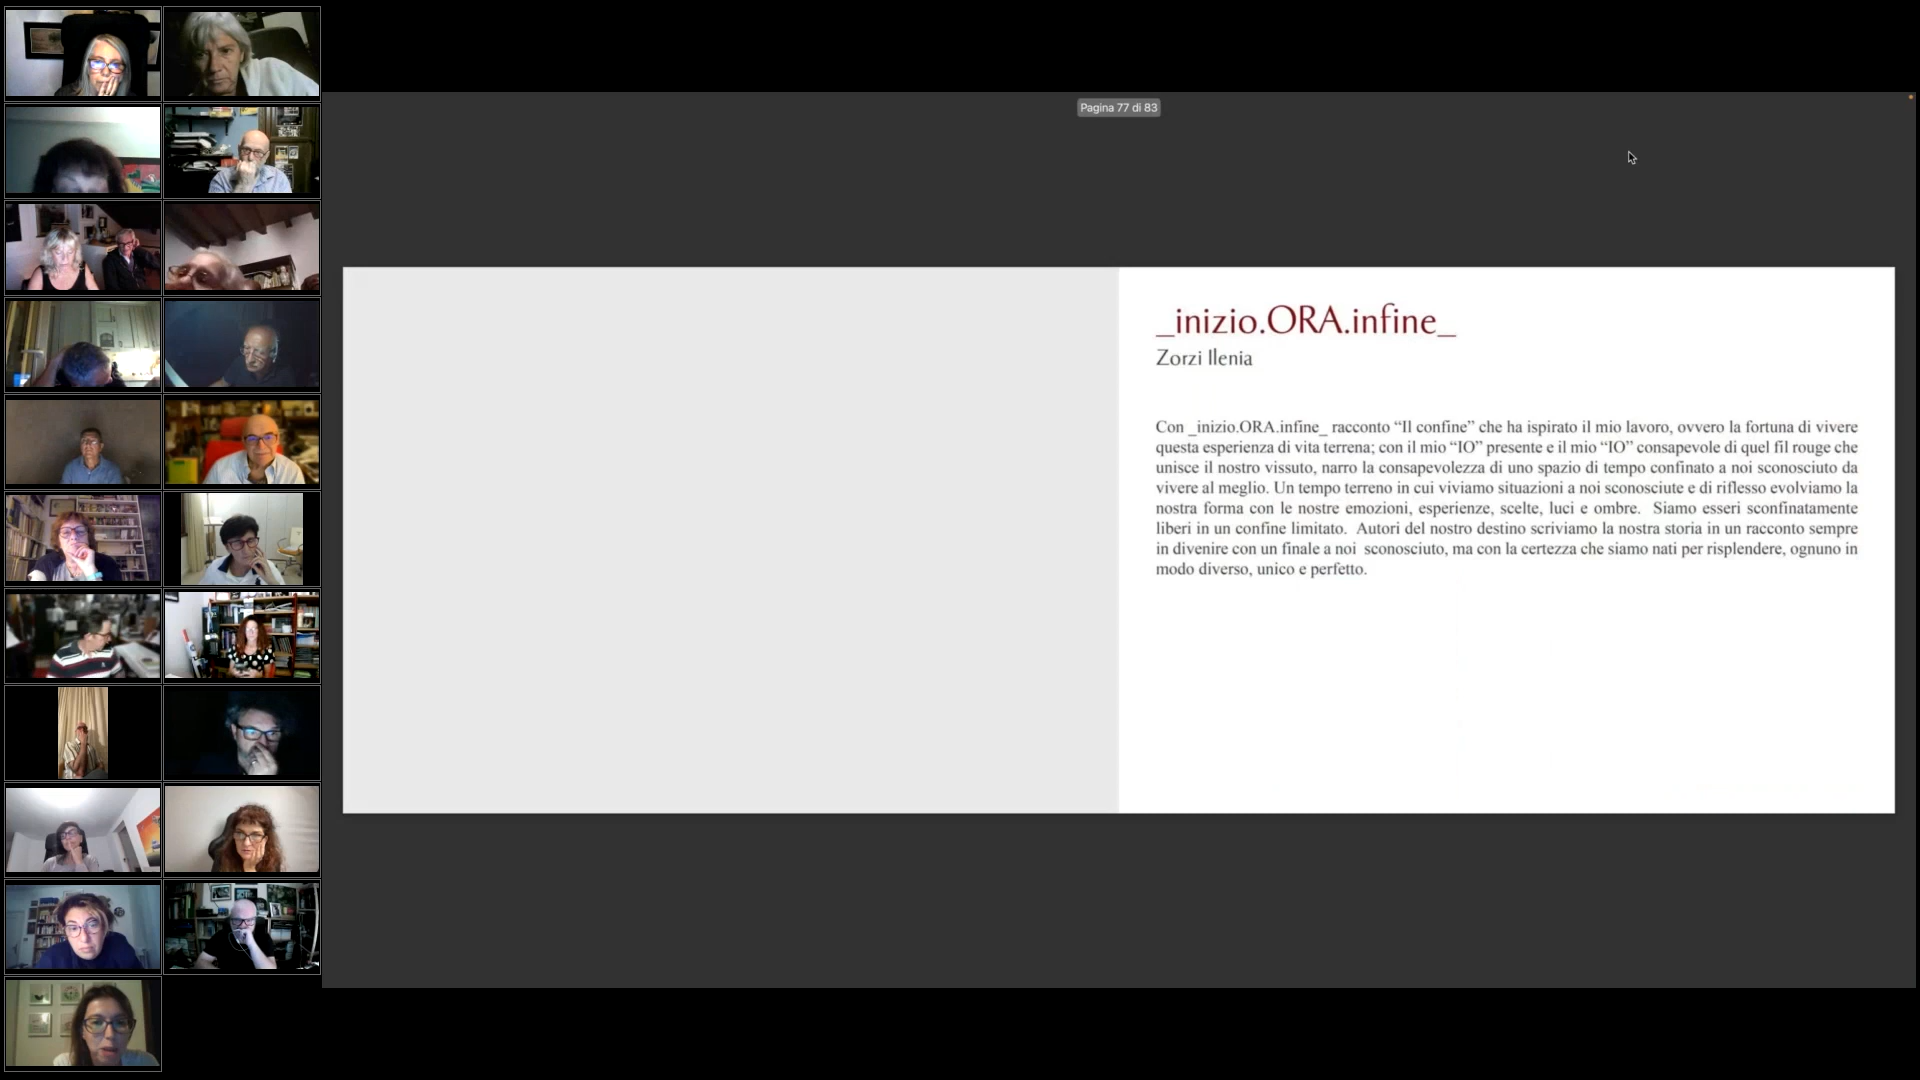 Pagina 77 di 83
_inizio.ORA.infine_
Zorzi Ilenia
Con _inizio.ORA.infine_ racconto “Il confine” che ha ispirato il mio lavoro, ovvero la fortuna di vivere
questa esperienza di vita terrena; con il mio “IO” presente e il mio “IO” consapevole di quel fil rouge che
unisce il nostro vissuto, narro la consapevolezza di uno spazio di tempo confinato a noi sconosciuto da
vivere al meglio. Un tempo terreno in cui viviamo situazioni a noi sconosciute e di riflesso evolviamo la
nostra forma con le nostre emozioni, esperienze, scelte, luci e ombre.  Siamo esseri sconfinatamente
liberi in un confine limitato.  Autori del nostro destino scriviamo la nostra storia in un racconto sempre
in divenire con un finale a noi  sconosciuto, ma con la certezza che siamo nati per risplendere, ognuno in
modo diverso, unico e perfetto.